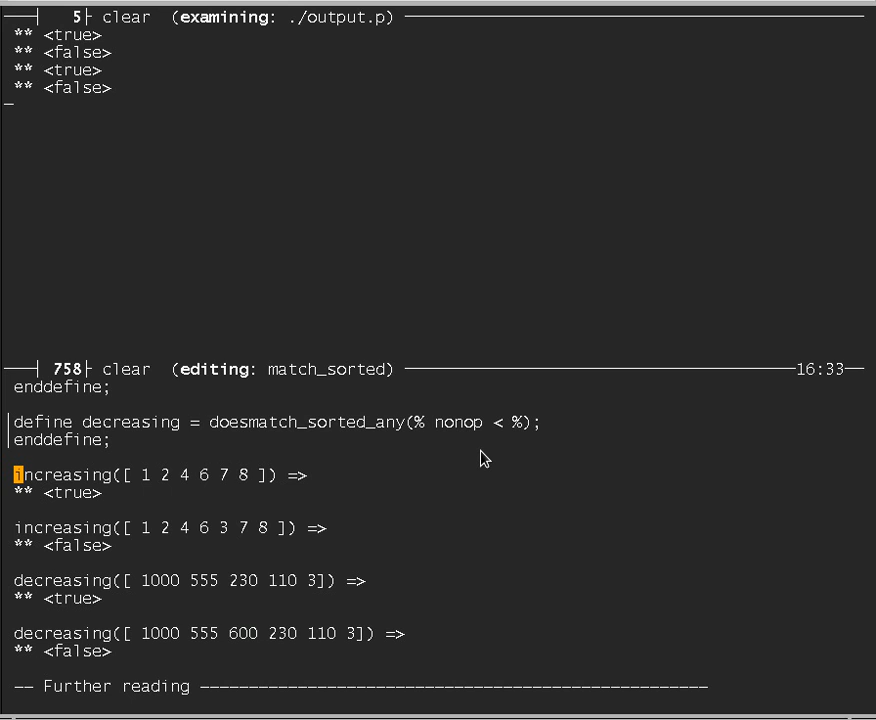 5 clear (examining: ./output.p)
** <true>
** <false>
** <true>
** <false>
758 clear (editing: match_sorted) 16:33
enddefine;
define decreasing = doesmatch_sorted_any(% nonop < %);
enddefine;
increasing([ 1 2 4 6 7 8 ]) =>
** <true>
increasing([ 1 2 4 6 3 7 8 ]) =>
** <false>
decreasing([ 1000 555 230 110 3]) =>
** <true>
decreasing([ 1000 555 600 230 110 3]) =>
** <false>
-- Further reading -----------------------------------------------------